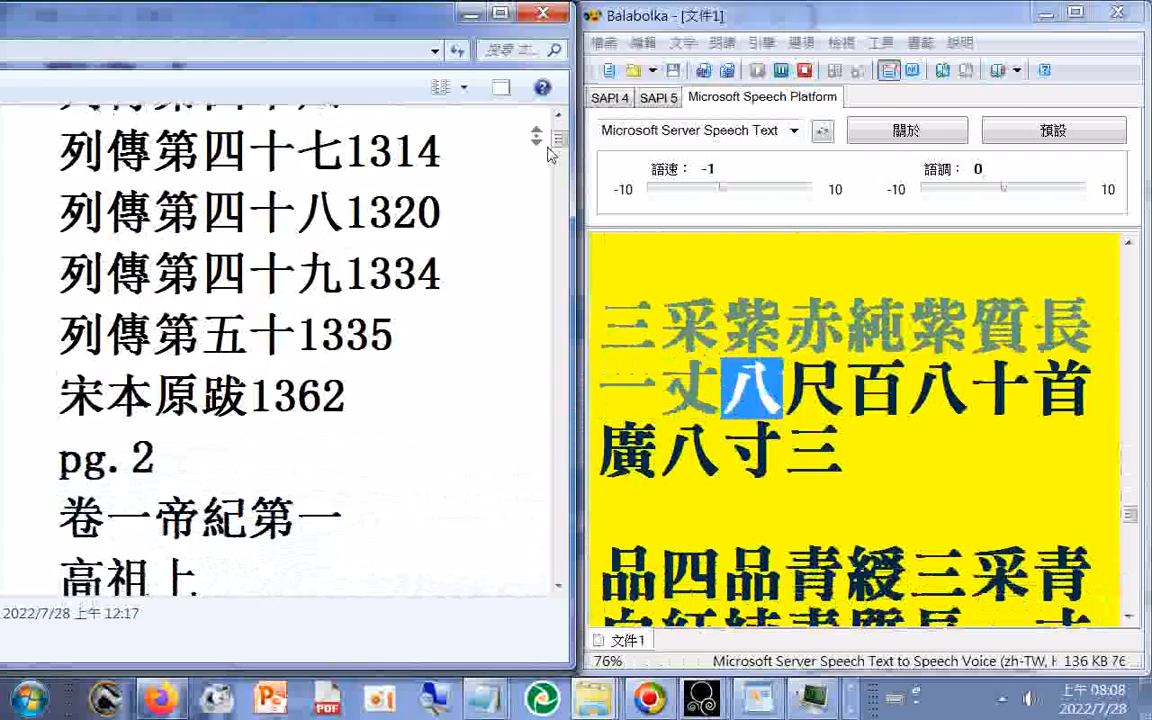 搜尋 本...
列傳第四十七1314
列傳第四十八1320
列傳第四十九1334
列傳第五十1335
宋本原跋1362
pg.2
卷一帝紀第一
高祖上
2022/7/28 上午 12:17
Balabolka - [文件1]
檔案 編輯 文字 朗讀 引擎 選項 檢視 工具 書籤 說明
SAPI 4 SAPI 5 Microsoft Speech Platform
Microsoft Server Speech Text 關於 預設
語速： -1 語調： 0
-10 10 -10 10
三采紫赤純紫質長
一丈八尺百八十首
廣八寸三
品四品青綬三采青
文件1
76% Microsoft Server Speech Text to Speech Voice (zh-TW, H 136 KB 76
上午 08:08
2022/7/28